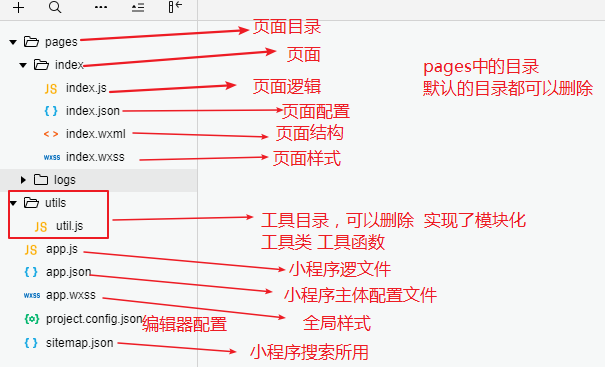 pages
页面目录
index
页面
pages中的目录
默认的目录都可以删除
JS index.js
页面逻辑
{ } index.json
页面配置
< > index.wxml
页面结构
wxss index.wxss
页面样式
logs
utils
JS util.js
工具目录，可以删除 实现了模块化
工具类 工具函数
JS app.js
小程序逻文件
{ } app.json
小程序主体配置文件
wxss app.wxss
全局样式
{o} project.config.json
编辑器配置
{ } sitemap.json
小程序搜索所用